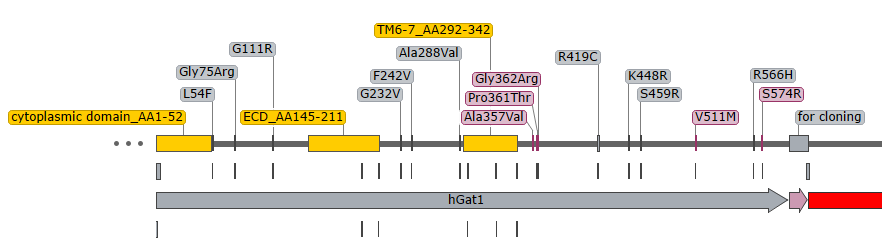 TM6-7_AA292-342
G111R
Ala288Val
R419C
Gly75Arg
F242V
Gly362Arg
K448R
R566H
L54F
G232V
Pro361Thr
S459R
S574R
cytoplasmic domain_AA1-52
ECD_AA145-211
Ala357Val
V511M
for cloning
hGat1